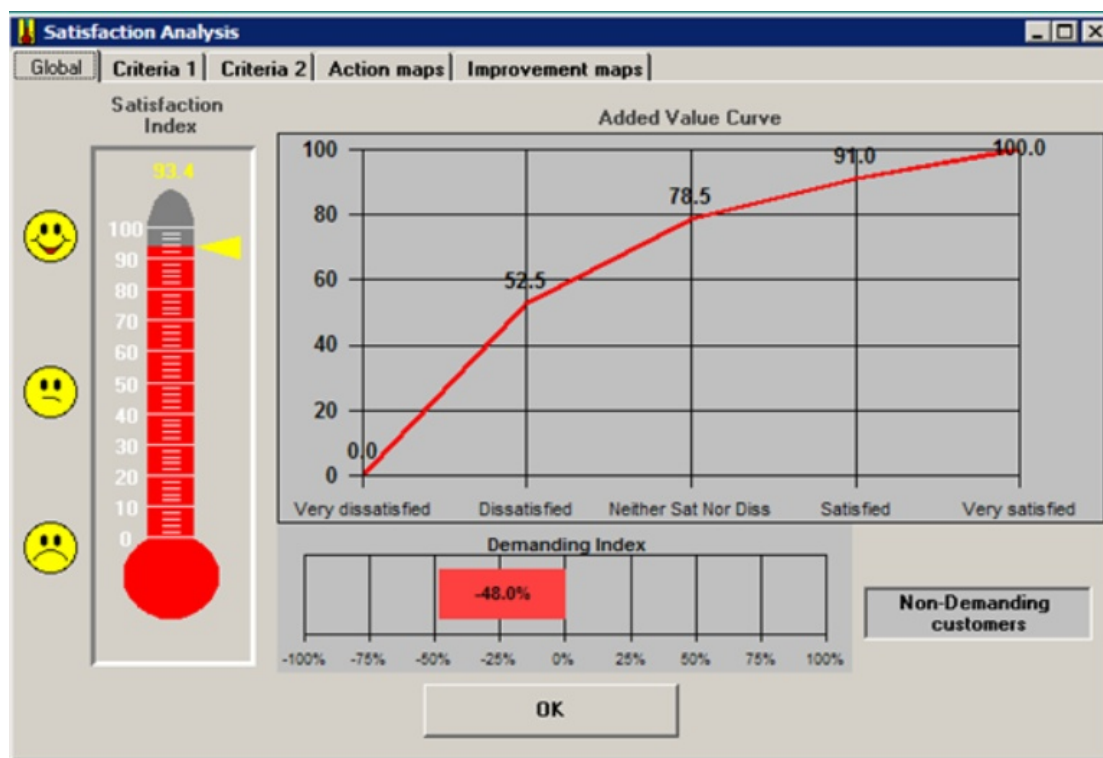 Satisfaction Analysis
Global Criteria 1 Criteria 2 Action maps Improvement maps
Satisfaction
Index
93.4
100
90
80
70
60
50
40
30
20
10
0
Added Value Curve
100
80
60
40
20
0
0.0
52.5
78.5
91.0
100.0
Very dissatisfied Dissatisfied Neither Sat Nor Diss Satisfied Very satisfied
Demanding Index
-48.0%
-100% -75% -50% -25% 0% 25% 50% 75% 100%
Non-Demanding
customers
OK